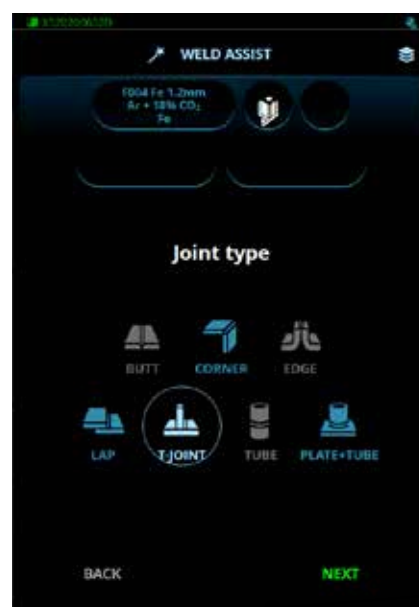 WELD ASSIST
F004 Fe 1.2mm
Ar + 18% CO₂
Fe
Joint type
BUTT CORNER EDGE
LAP T-JOINT TUBE PLATE+TUBE
BACK NEXT